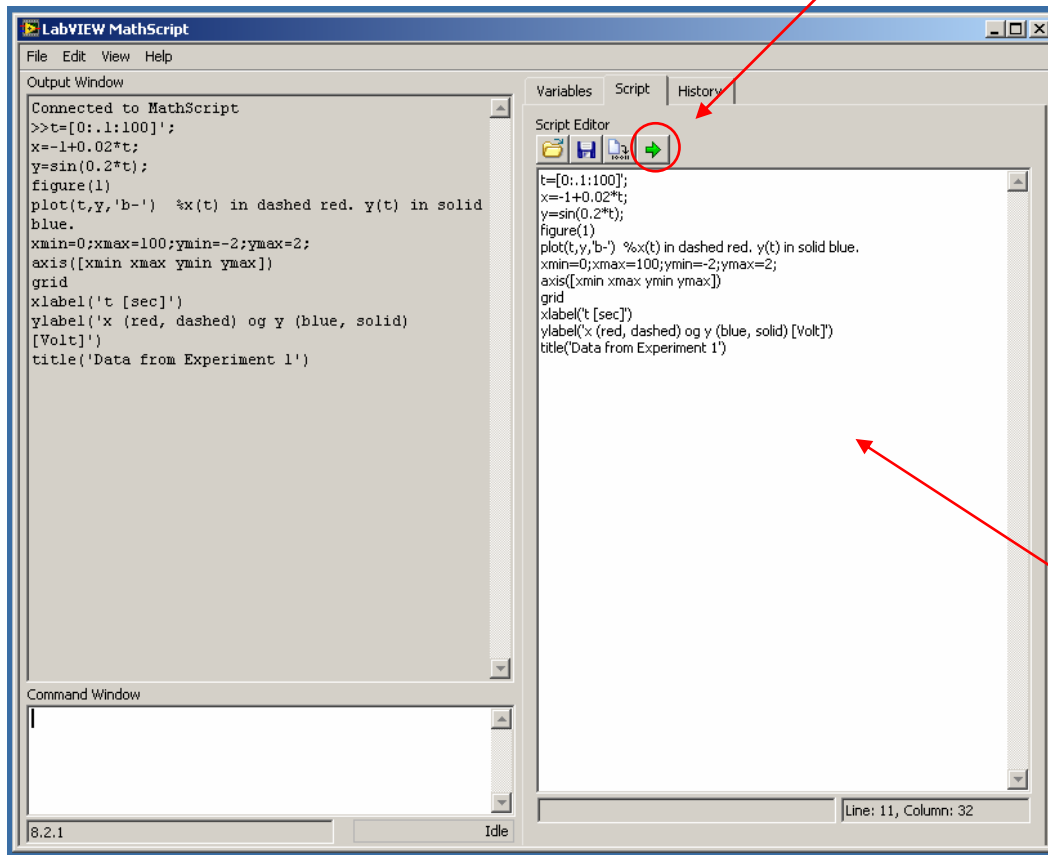 LabVIEW MathScript
File Edit View Help
Output Window
Connected to MathScript
>>t=[0:.1:100]';
x=-1+0.02*t;
y=sin(0.2*t);
figure(1)
plot(t,y,'b-') %x(t) in dashed red. y(t) in solid
blue.
xmin=0;xmax=100;ymin=-2;ymax=2;
axis([xmin xmax ymin ymax])
grid
xlabel('t [sec]')
ylabel('x (red, dashed) og y (blue, solid)
[Volt]')
title('Data from Experiment 1')
Command Window
8.2.1 Idle
Variables Script History
Script Editor
t=[0:.1:100]';
x=-1+0.02*t;
y=sin(0.2*t);
figure(1)
plot(t,y,'b-') %x(t) in dashed red. y(t) in solid blue.
xmin=0;xmax=100;ymin=-2;ymax=2;
axis([xmin xmax ymin ymax])
grid
xlabel('t [sec]')
ylabel('x (red, dashed) og y (blue, solid) [Volt]')
title('Data from Experiment 1')
Line: 11, Column: 32